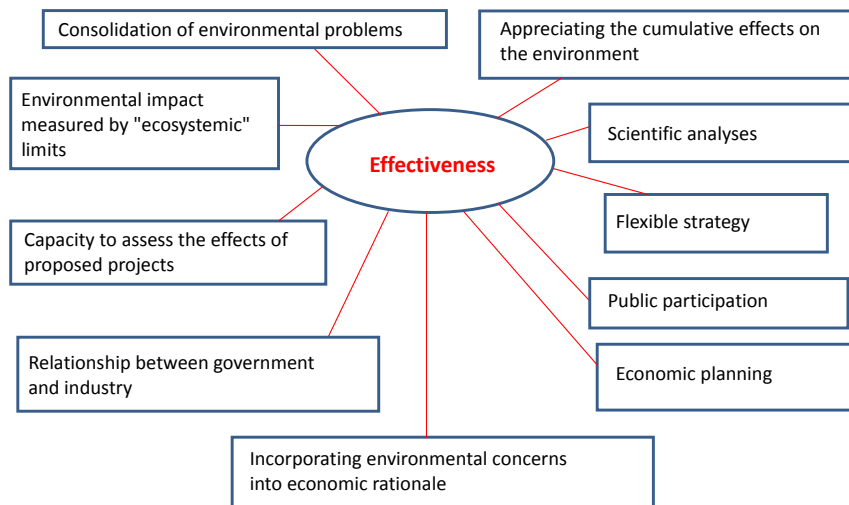 Consolidation of environmental problems
Appreciating the cumulative effects on
the environment
Environmental impact
measured by "ecosystemic"
limits
Scientific analyses
Effectiveness
Flexible strategy
Capacity to assess the effects of
proposed projects
Public participation
Relationship between government
and industry
Economic planning
Incorporating environmental concerns
into economic rationale